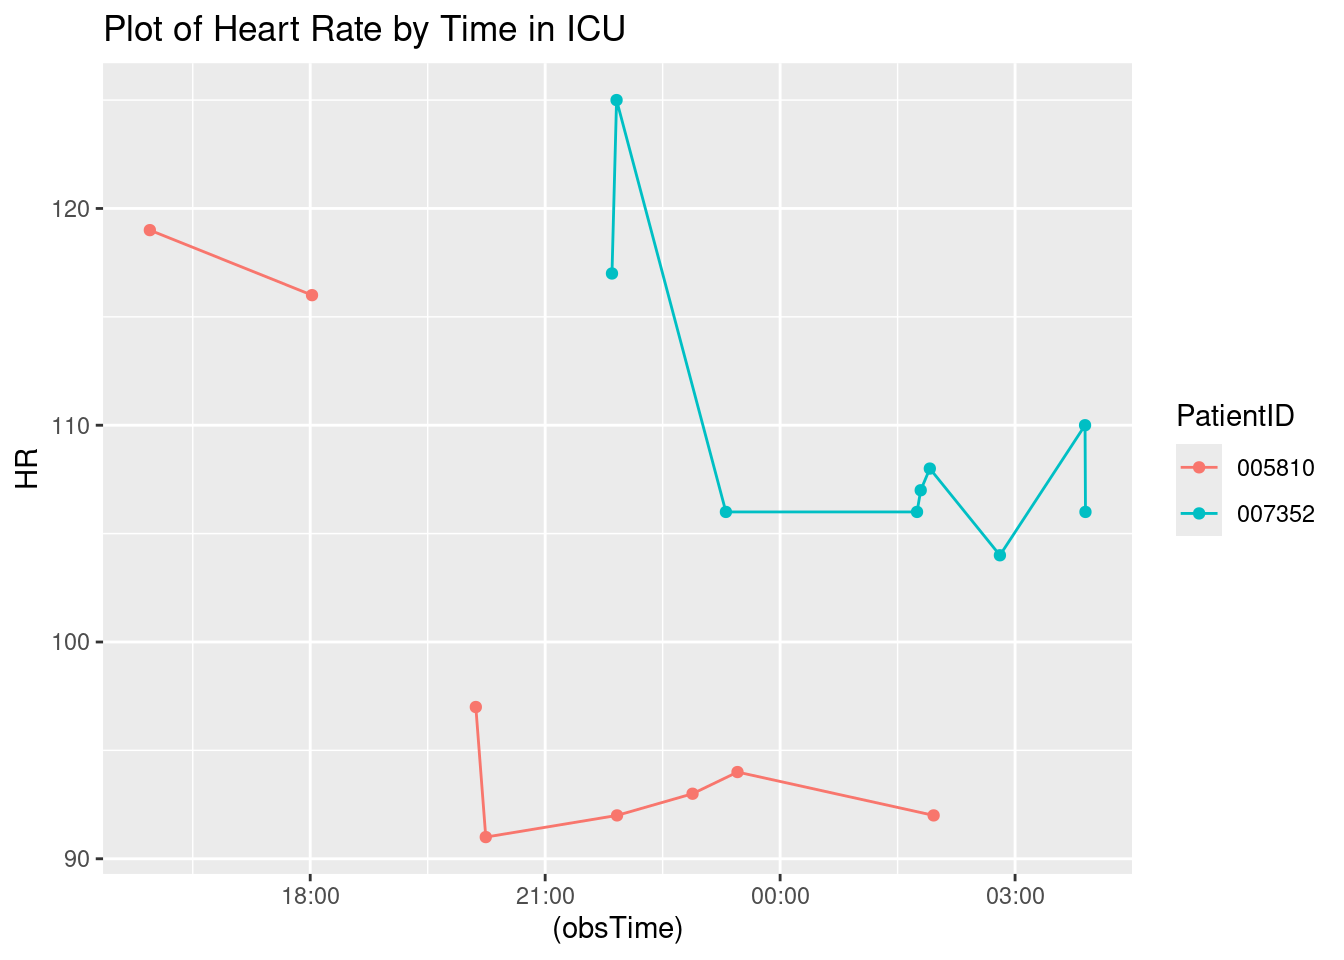 Plot of Heart Rate by Time in ICU
HR
120
110
100
90
18:00 21:00 00:00 03:00
(obsTime)
PatientID
005810
007352